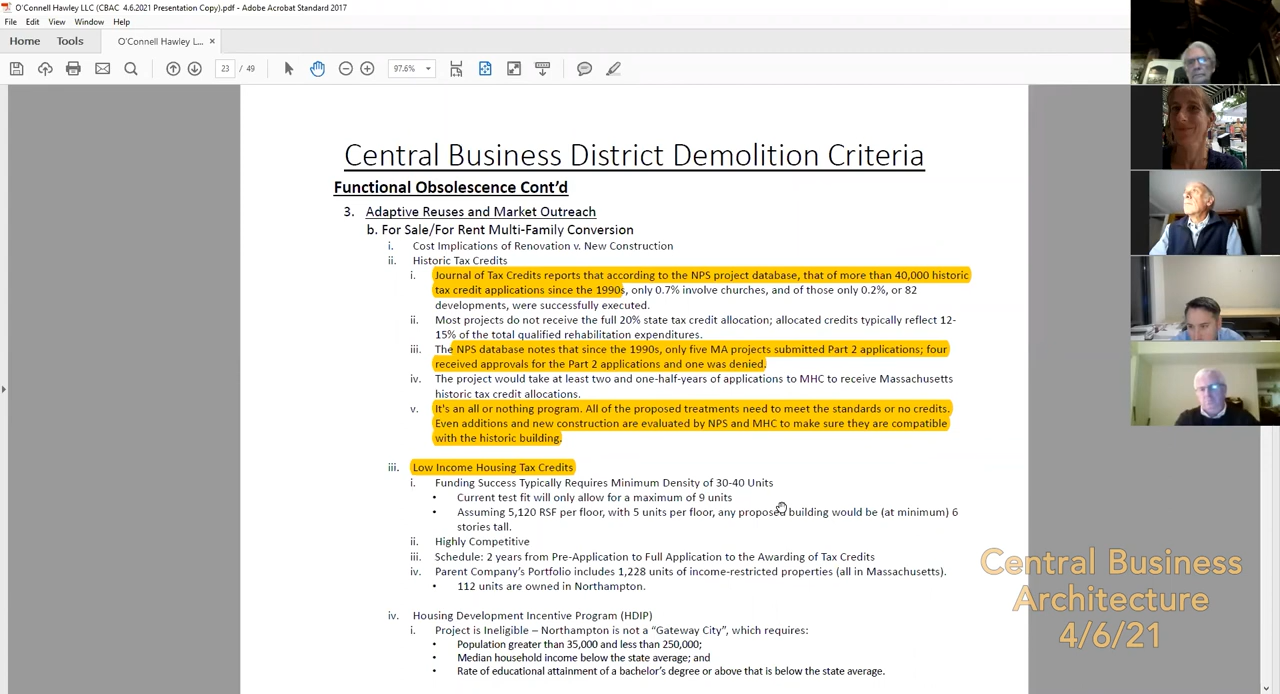 O'Connell Hawley LLC (CBAC 4.6.2021 Presentation Copy).pdf - Adobe Acrobat Standard 2017
File Edit View Window Help
Home Tools O'Connell Hawley L... ×
23 / 49 97.6%
Central Business District Demolition Criteria
Functional Obsolescence Cont'd
3. Adaptive Reuses and Market Outreach
b. For Sale/For Rent Multi-Family Conversion
i. Cost Implications of Renovation v. New Construction
ii. Historic Tax Credits
i. Journal of Tax Credits reports that according to the NPS project database, that of more than 40,000 historic
tax credit applications since the 1990s, only 0.7% involve churches, and of those only 0.2%, or 82
developments, were successfully executed.
ii. Most projects do not receive the full 20% state tax credit allocation; allocated credits typically reflect 12-
15% of the total qualified rehabilitation expenditures.
iii. The NPS database notes that since the 1990s, only five MA projects submitted Part 2 applications; four
received approvals for the Part 2 applications and one was denied.
iv. The project would take at least two and one-half-years of applications to MHC to receive Massachusetts
historic tax credit allocations.
v. It's an all or nothing program. All of the proposed treatments need to meet the standards or no credits.
Even additions and new construction are evaluated by NPS and MHC to make sure they are compatible
with the historic building.
iii. Low Income Housing Tax Credits
i. Funding Success Typically Requires Minimum Density of 30-40 Units
• Current test fit will only allow for a maximum of 9 units
• Assuming 5,120 RSF per floor, with 5 units per floor, any proposed building would be (at minimum) 6
stories tall.
ii. Highly Competitive
iii. Schedule: 2 years from Pre-Application to Full Application to the Awarding of Tax Credits
iv. Parent Company's Portfolio includes 1,228 units of income-restricted properties (all in Massachusetts).
• 112 units are owned in Northampton.
iv. Housing Development Incentive Program (HDIP)
i. Project is Ineligible – Northampton is not a "Gateway City", which requires:
• Population greater than 35,000 and less than 250,000;
• Median household income below the state average; and
• Rate of educational attainment of a bachelor's degree or above that is below the state average.
Central Business
Architecture
4/6/21